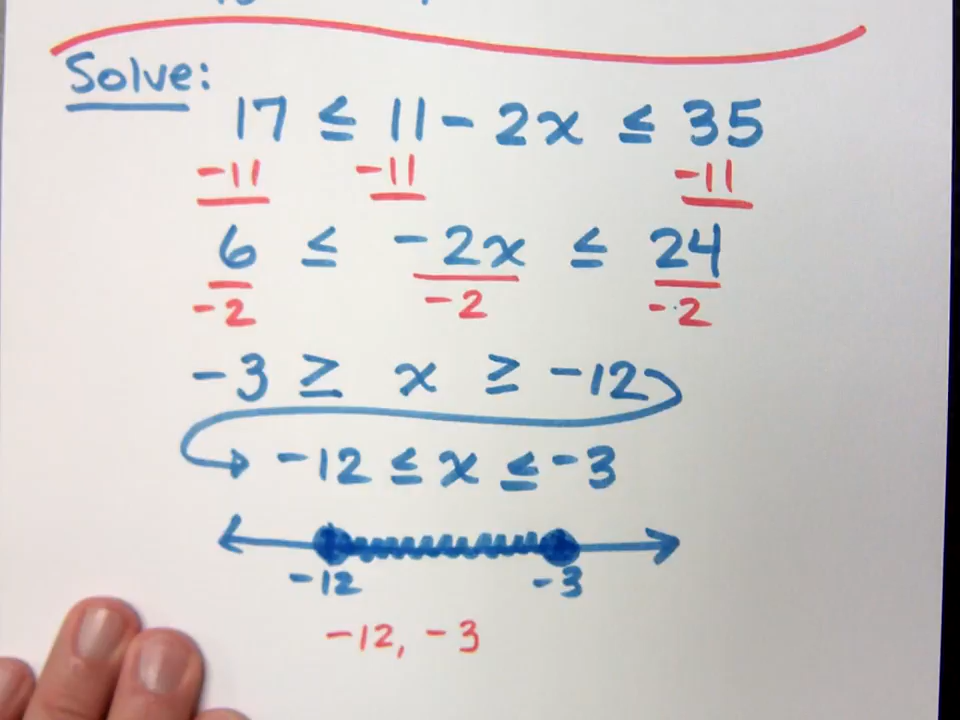 Solve:
17 ≤ 11 - 2x ≤ 35
-11 -11 -11
6 ≤ -2x ≤ 24
-2 -2 -2
-3 ≥ x ≥ -12
-12 ≤ x ≤ -3
-12 -3
-12, -3